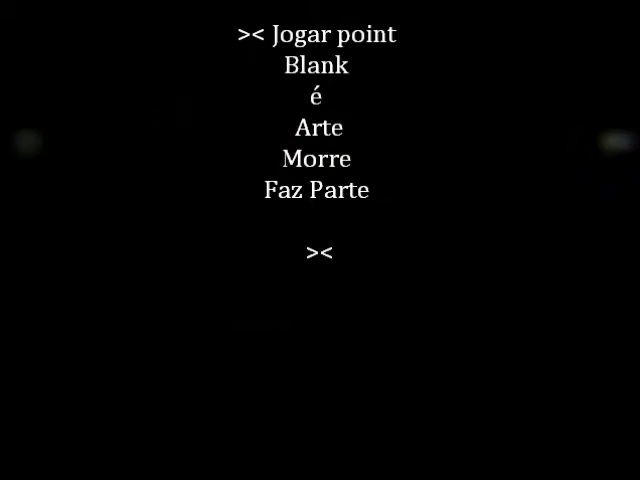 >< Jogar point
Blank
é
Arte
Morre
Faz Parte
><